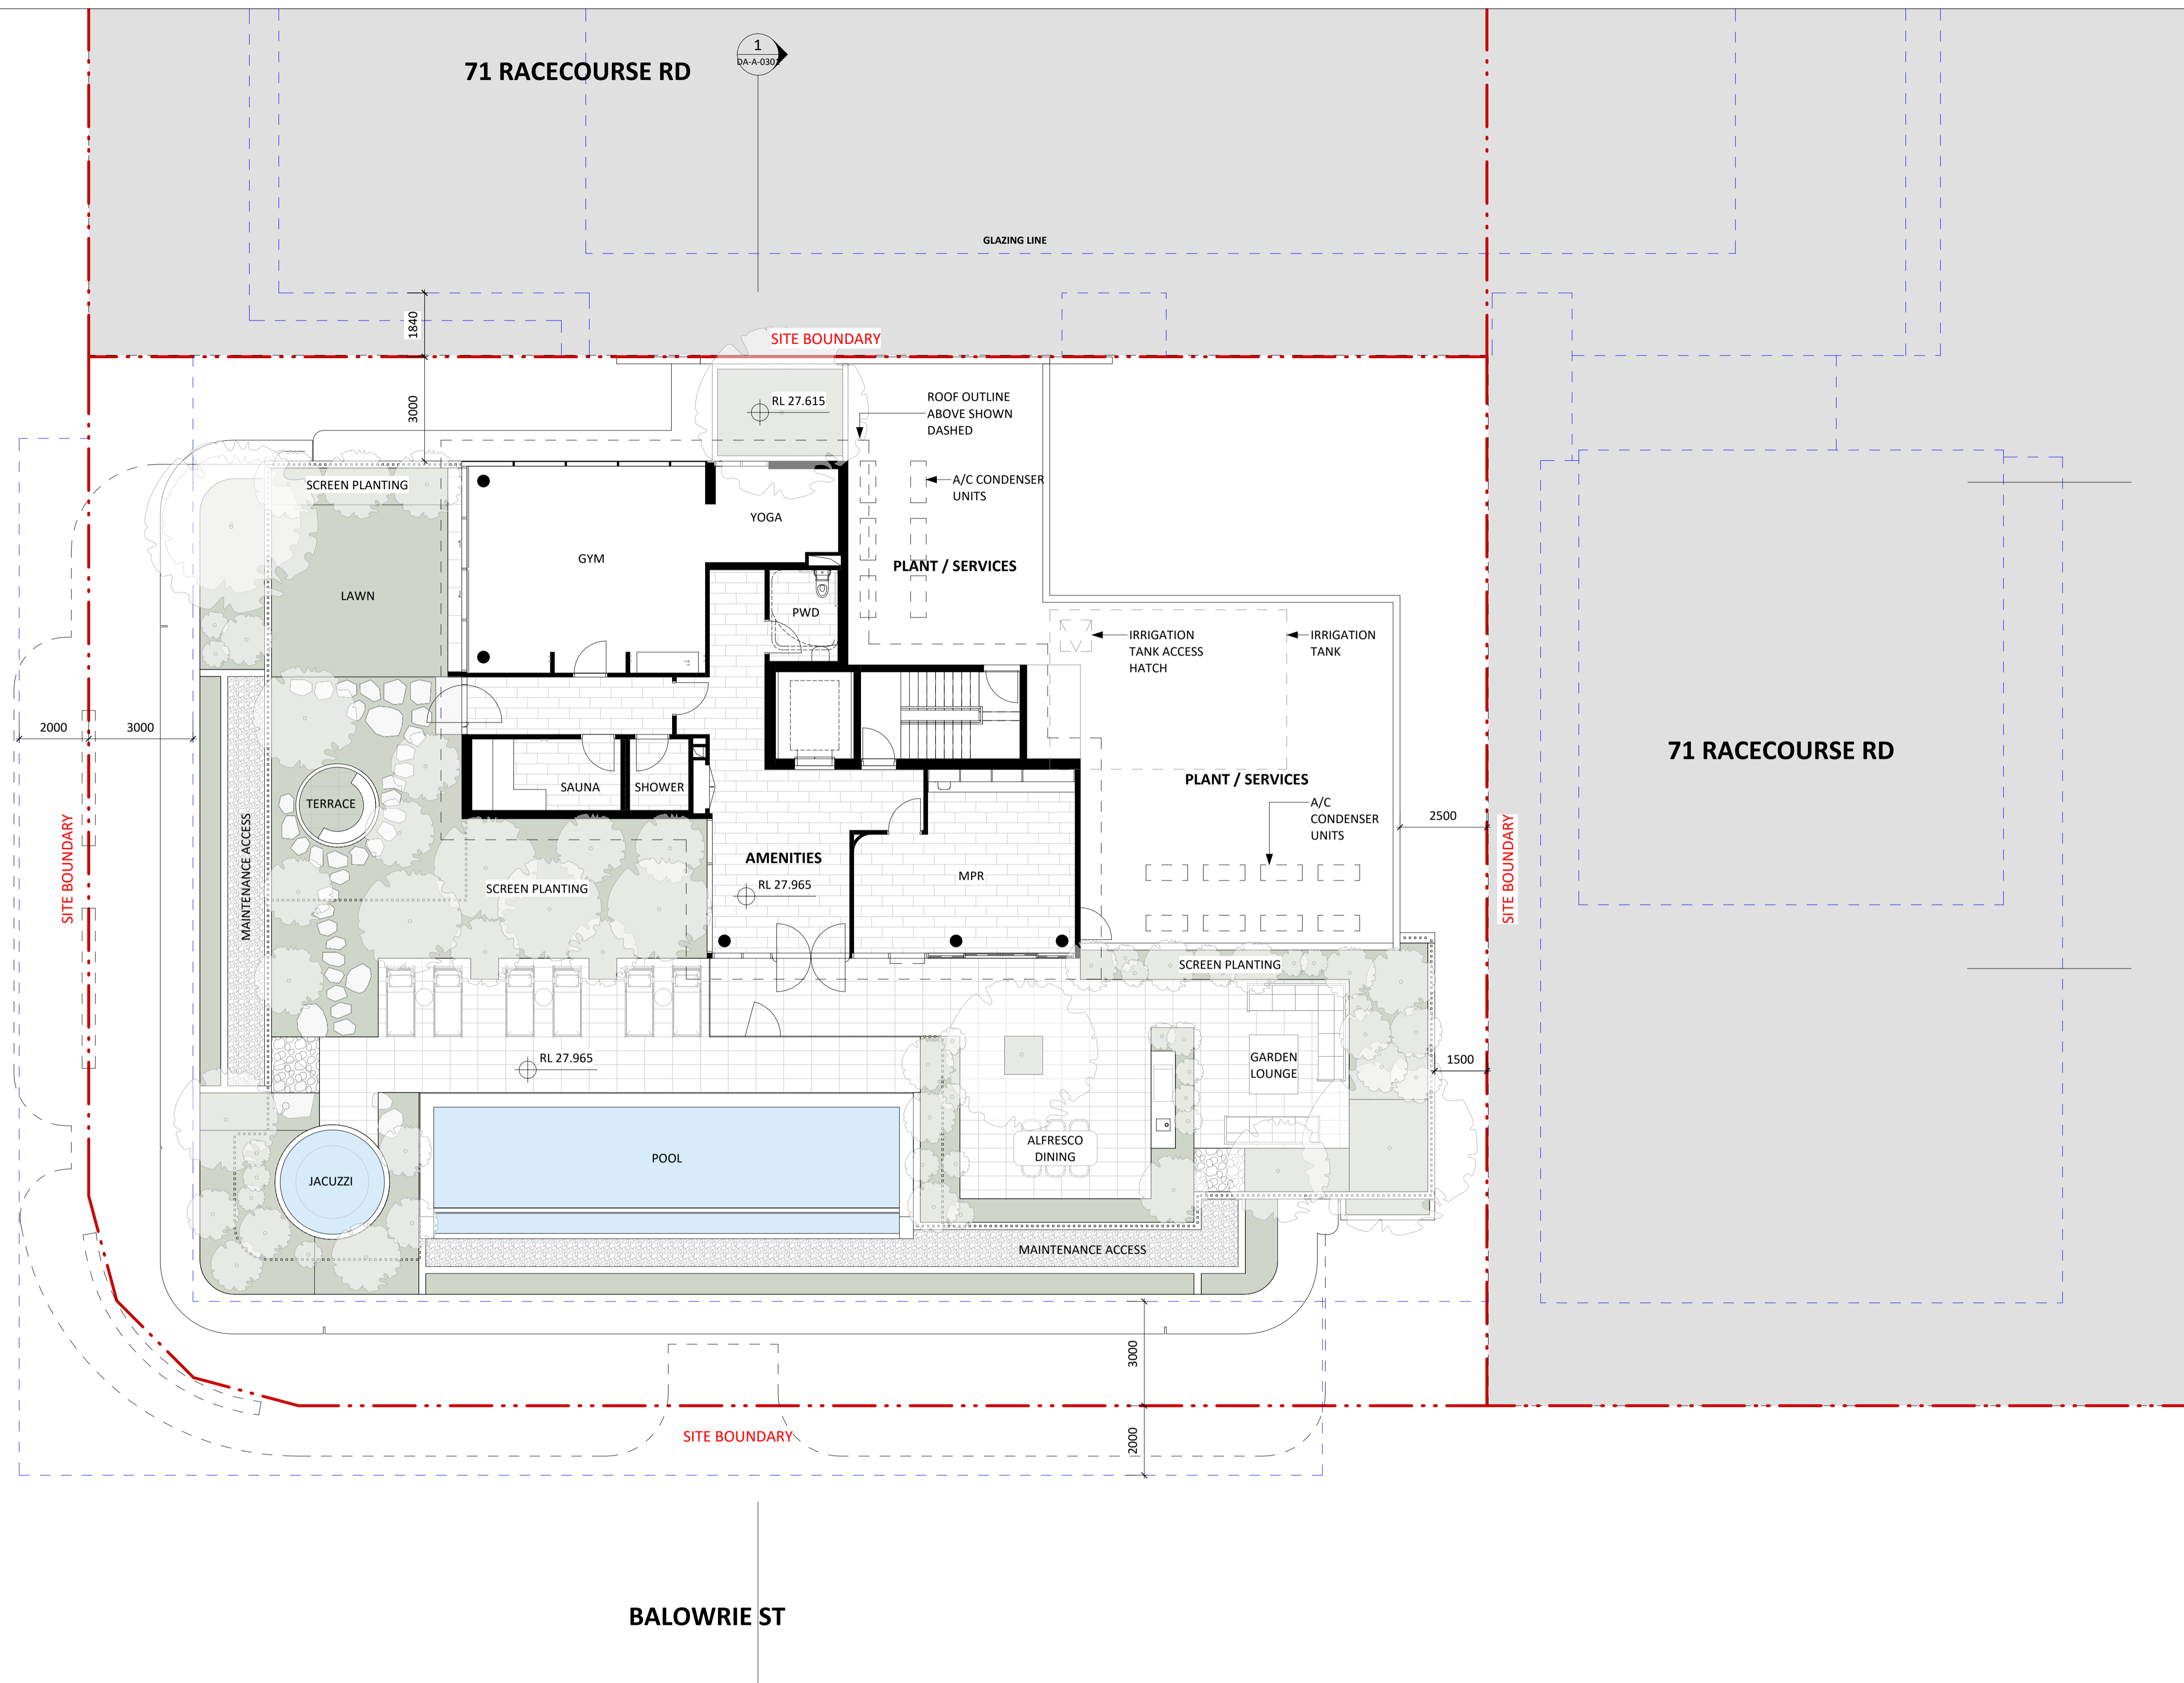 71 RACECOURSE RD
1
DA-A-0301
GLAZING LINE
1840
SITE BOUNDARY
3000
RL 27.615
ROOF OUTLINE
ABOVE SHOWN
DASHED
SCREEN PLANTING
A/C CONDENSER
UNITS
YOGA
GYM
PLANT / SERVICES
LAWN
PWD
IRRIGATION
TANK ACCESS
HATCH
IRRIGATION
TANK
2000
3000
71 RACECOURSE RD
PLANT / SERVICES
SAUNA
SHOWER
TERRACE
A/C
CONDENSER
UNITS
2500
SITE BOUNDARY
MAINTENANCE ACCESS
SITE BOUNDARY
AMENITIES
RL 27.965
MPR
SCREEN PLANTING
SCREEN PLANTING
RL 27.965
GARDEN
LOUNGE
1500
ALFRESCO
DINING
POOL
JACUZZI
MAINTENANCE ACCESS
3000
2000
SITE BOUNDARY
BALOWRIE ST